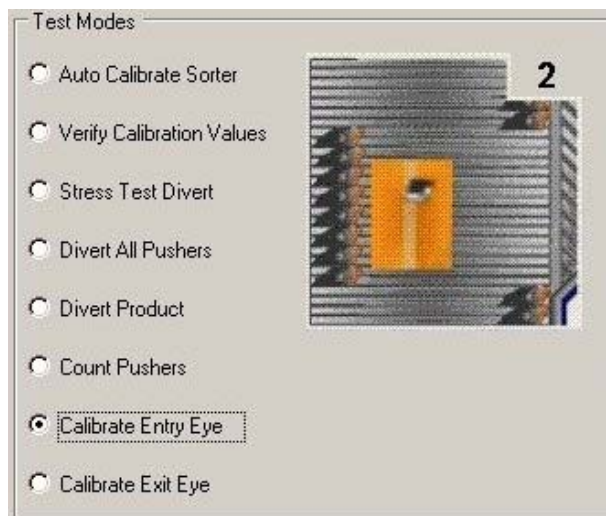 Test Modes
Auto Calibrate Sorter
2
Verify Calibration Values
Stress Test Divert
Divert All Pushers
Divert Product
Count Pushers
Calibrate Entry Eye
Calibrate Exit Eye